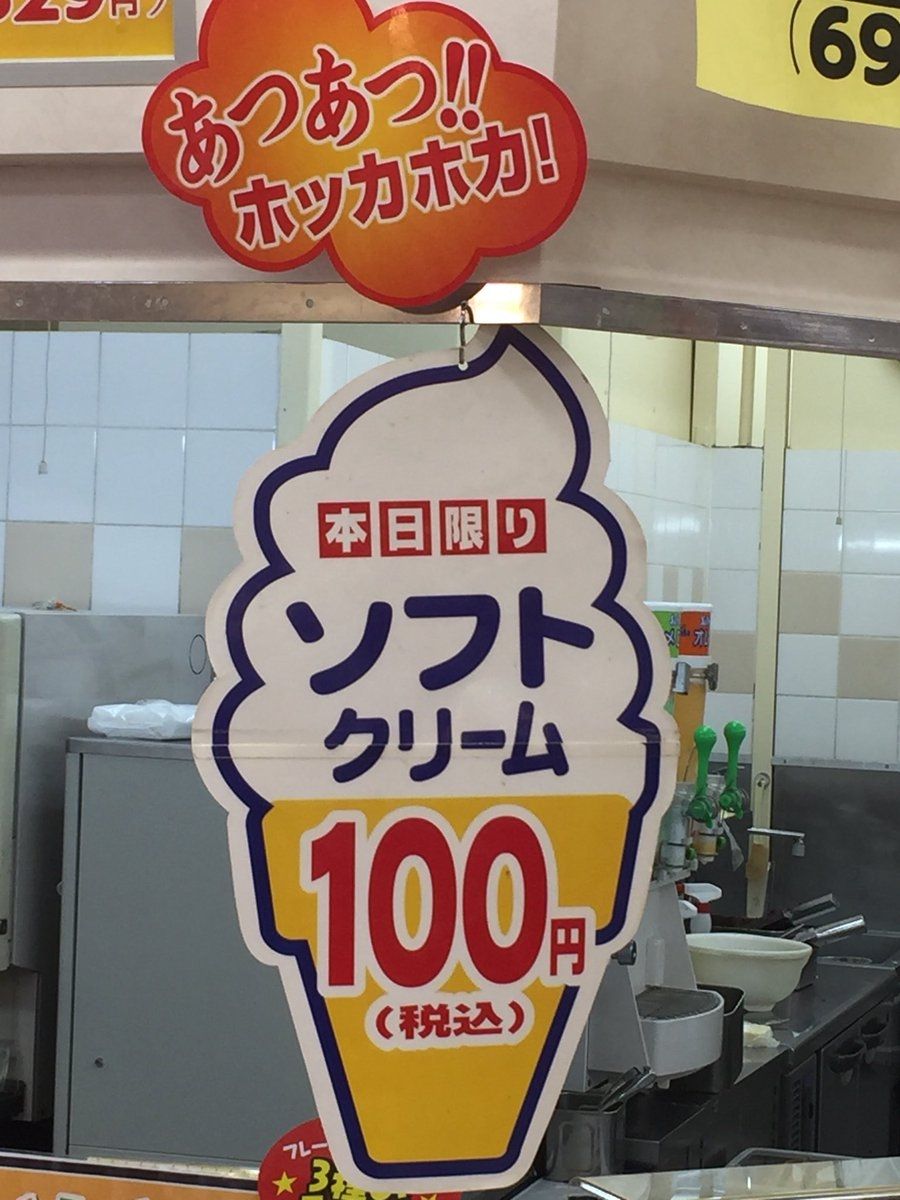 あつあつ!!
ホッカホカ!
本日限り
ソフト
クリーム
100円
(税込)